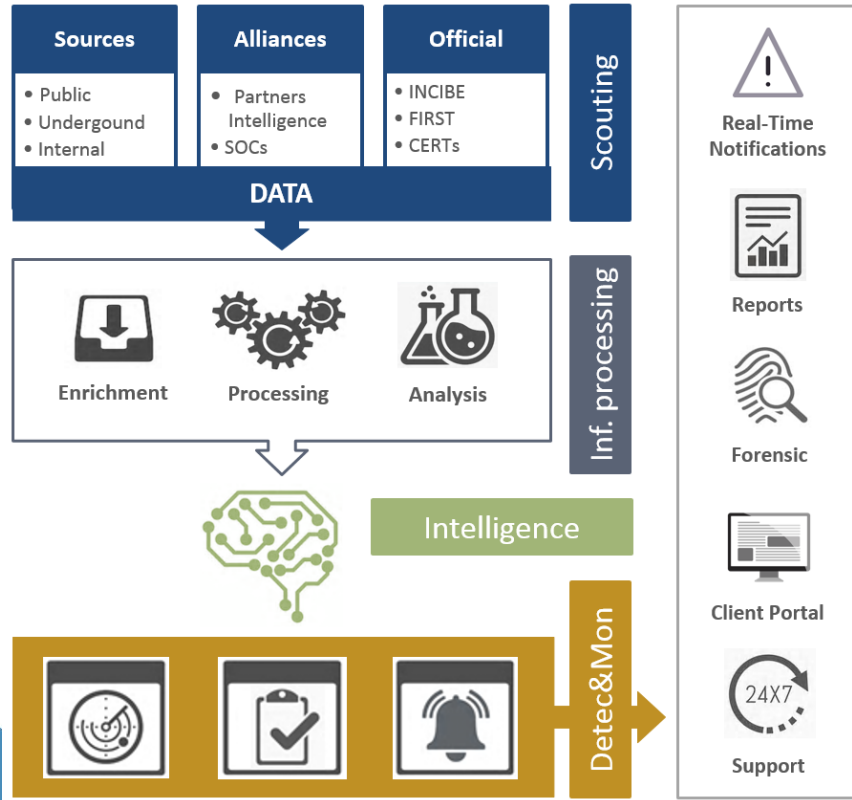 Sources
• Public
• Undergound
• Internal
Alliances
• Partners
Intelligence
• SOCs
Official
• INCIBE
• FIRST
• CERTs
DATA
Scouting
Enrichment
Processing
Analysis
Inf. processing
Intelligence
Detec&Mon
Real-Time
Notifications
Reports
Forensic
Client Portal
24X7
Support